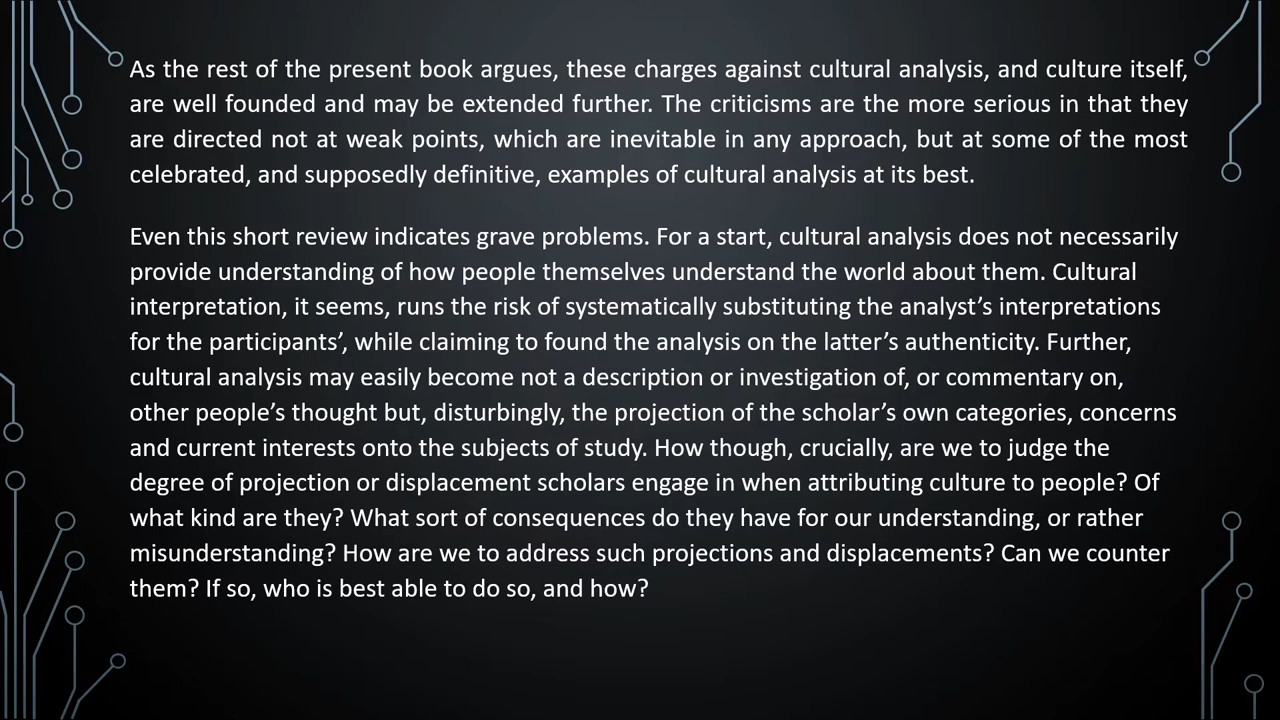 As the rest of the present book argues, these charges against cultural analysis, and culture itself,
are well founded and may be extended further. The criticisms are the more serious in that they
are directed not at weak points, which are inevitable in any approach, but at some of the most
celebrated, and supposedly definitive, examples of cultural analysis at its best.
Even this short review indicates grave problems. For a start, cultural analysis does not necessarily
provide understanding of how people themselves understand the world about them. Cultural
interpretation, it seems, runs the risk of systematically substituting the analyst’s interpretations
for the participants’, while claiming to found the analysis on the latter’s authenticity. Further,
cultural analysis may easily become not a description or investigation of, or commentary on,
other people’s thought but, disturbingly, the projection of the scholar’s own categories, concerns
and current interests onto the subjects of study. How though, crucially, are we to judge the
degree of projection or displacement scholars engage in when attributing culture to people? Of
what kind are they? What sort of consequences do they have for our understanding, or rather
misunderstanding? How are we to address such projections and displacements? Can we counter
them? If so, who is best able to do so, and how?